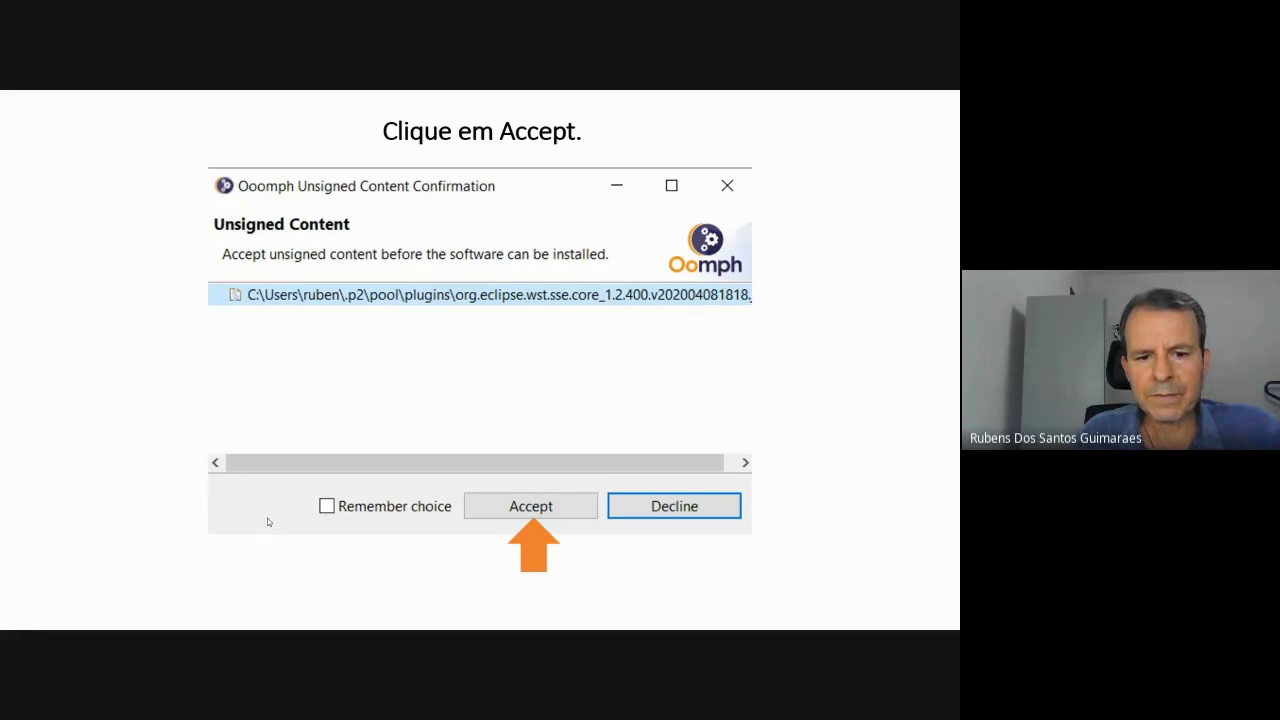 Clique em Accept.
Ooomph Unsigned Content Confirmation
Unsigned Content
Accept unsigned content before the software can be installed.
Oomph
C:\Users\ruben\.p2\pool\plugins\org.eclipse.wst.sse.core_1.2.400.v202004081818.
Remember choice
Accept
Decline
Rubens Dos Santos Guimaraes